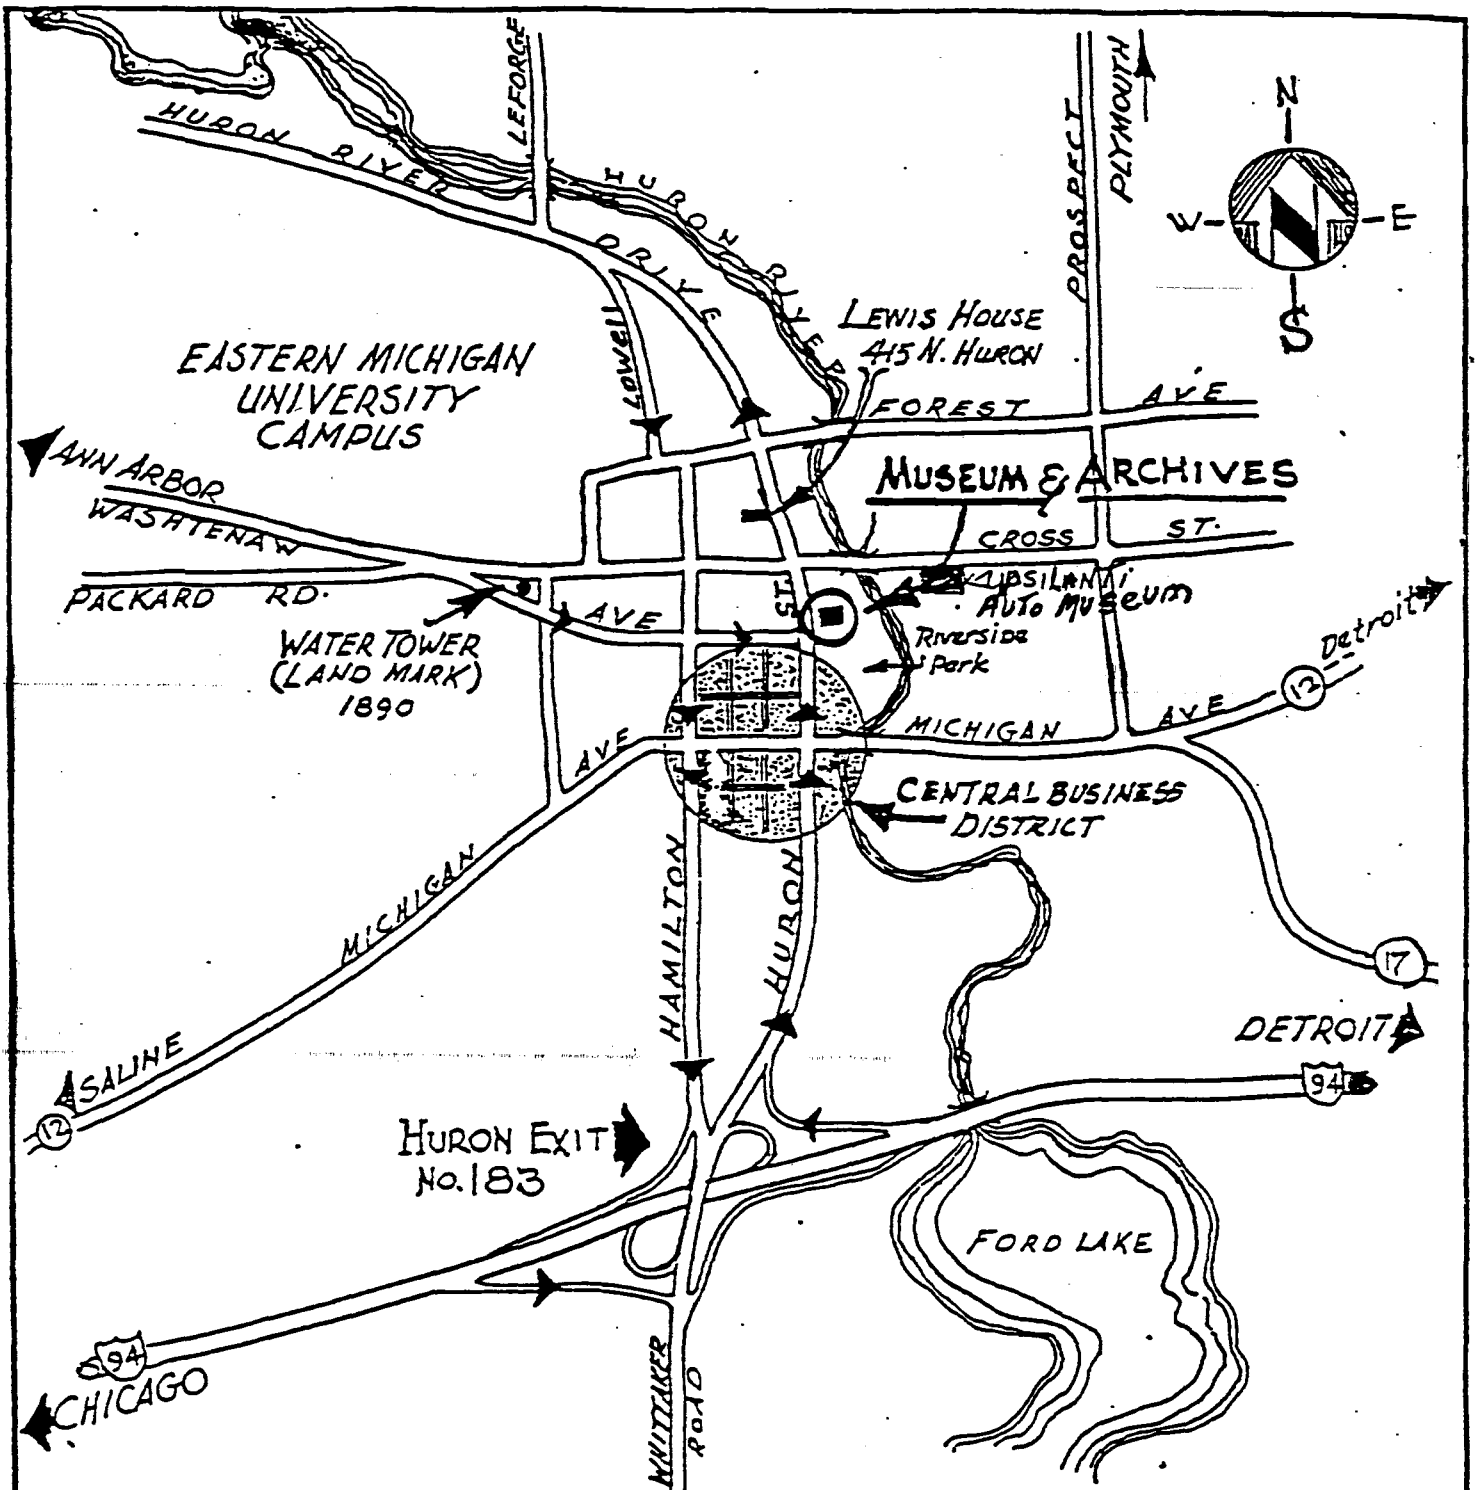 LEFORGE
PLYMOUTH
PROSPECT
N
W
E
S
HURON RIVER DRIVE
HURON RIVER
LEWIS HOUSE
415 N. HURON
LOWELL
EASTERN MICHIGAN
UNIVERSITY
CAMPUS
FOREST AVE
ANN ARBOR
WASHTENAW AVE
MUSEUM & ARCHIVES
CROSS ST.
PACKARD RD.
YPSILANTI
AUTO MUSEUM
WATER TOWER
(LAND MARK)
1890
Riverside
Park
Detroit
12
MICHIGAN AVE
MICHIGAN AVE
CENTRAL BUSINESS
DISTRICT
HAMILTON
HURON
ST
17
SALINE
12
DETROIT
94
HURON EXIT
No. 183
FORD LAKE
94
CHICAGO
WHITTAKER
ROAD